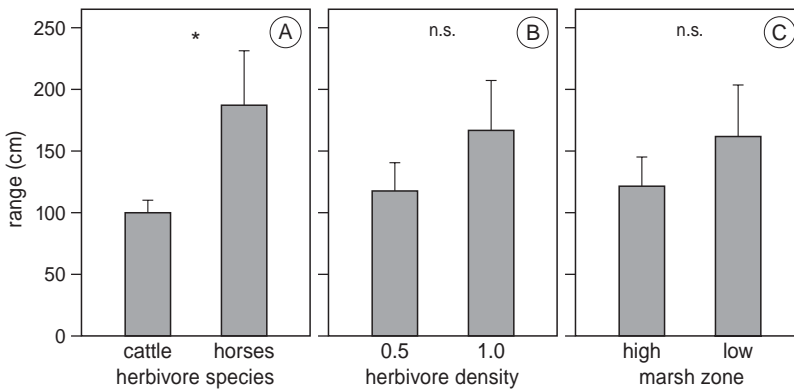 range (cm)
250
200
150
100
50
0
*
A
cattle horses
herbivore species
n.s.
B
0.5 1.0
herbivore density
n.s.
C
high low
marsh zone